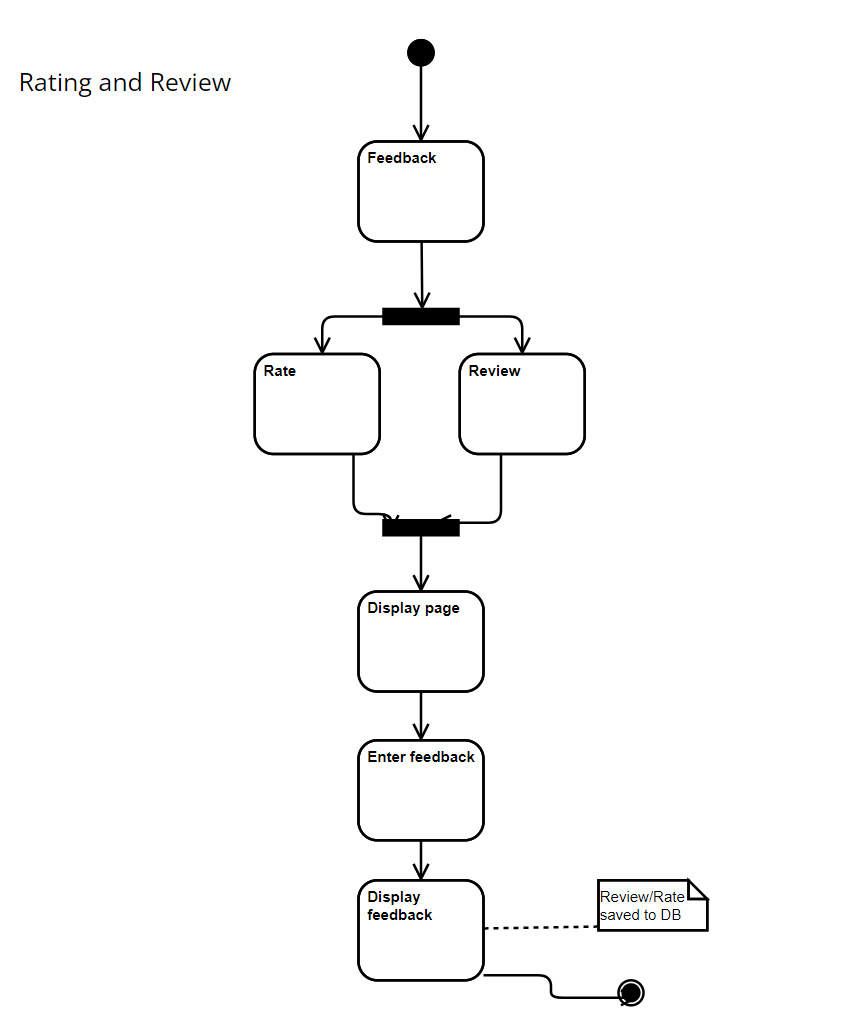 Rating and Review
Feedback
Rate
Review
Display page
Enter feedback
Display
feedback
Review/Rate
saved to DB